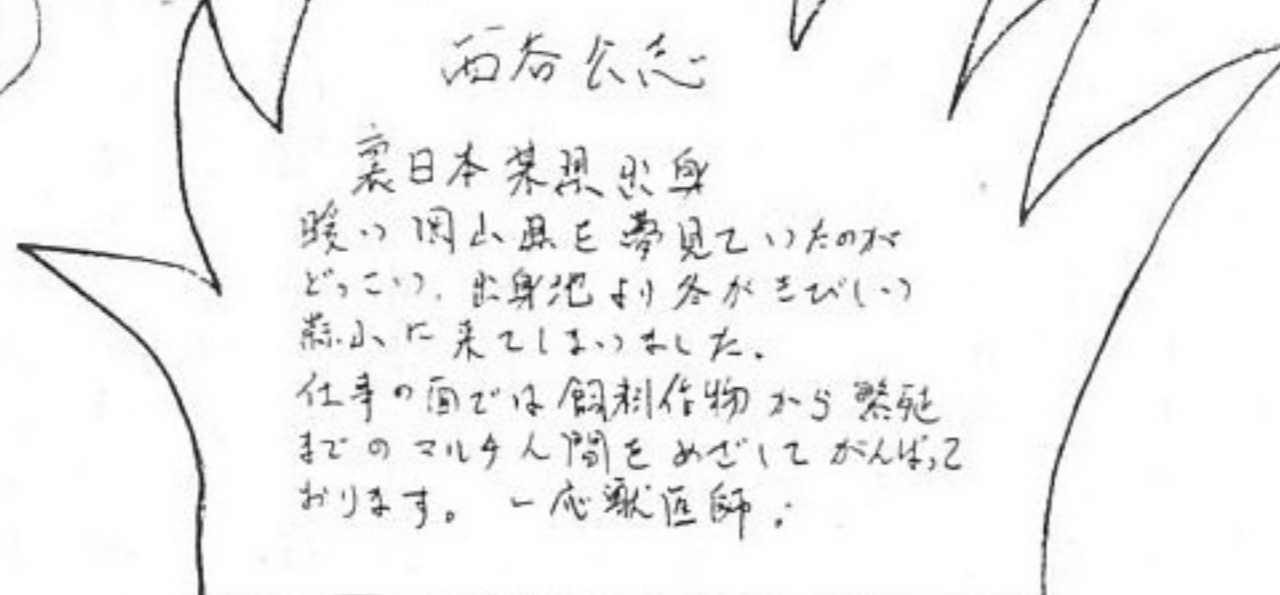 西谷公志
裏日本某県出身
暖い岡山県を夢見ていたのが
どっこい、出身地より冬がきびしい
蒜山に来てしまいました。
仕事の面では飼料作物から繁殖
までのマルチ人間をめざしてがんばって
おります。一応獣医師。